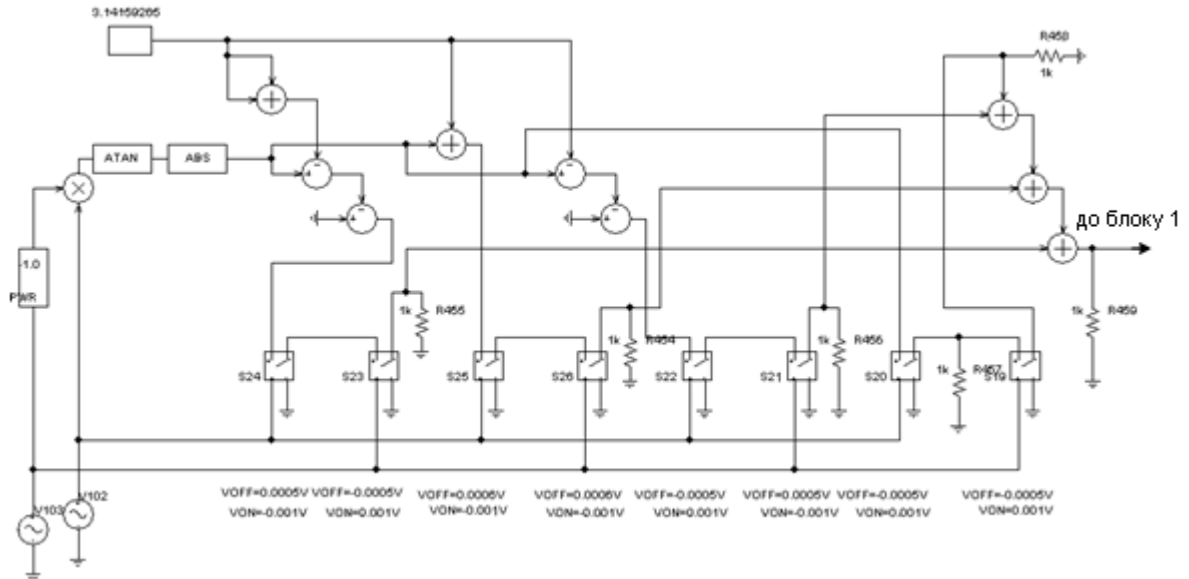 3.14159265
R458
1k
ATAN
ABS
до блоку 1
-1.0
PWR
1k
R455
1k
R454
1k
R456
1k
R457
1k
R459
S24
S23
S25
S26
S22
S21
S20
S19
V102
V103
VOFF=0.0005V
VON=-0.001V
VOFF=-0.0005V
VON=0.001V
VOFF=0.0006V
VON=-0.001V
VOFF=0.0006V
VON=-0.001V
VOFF=-0.0005V
VON=0.001V
VOFF=0.0005V
VON=-0.001V
VOFF=-0.0005V
VON=0.001V
VOFF=-0.0005V
VON=0.001V